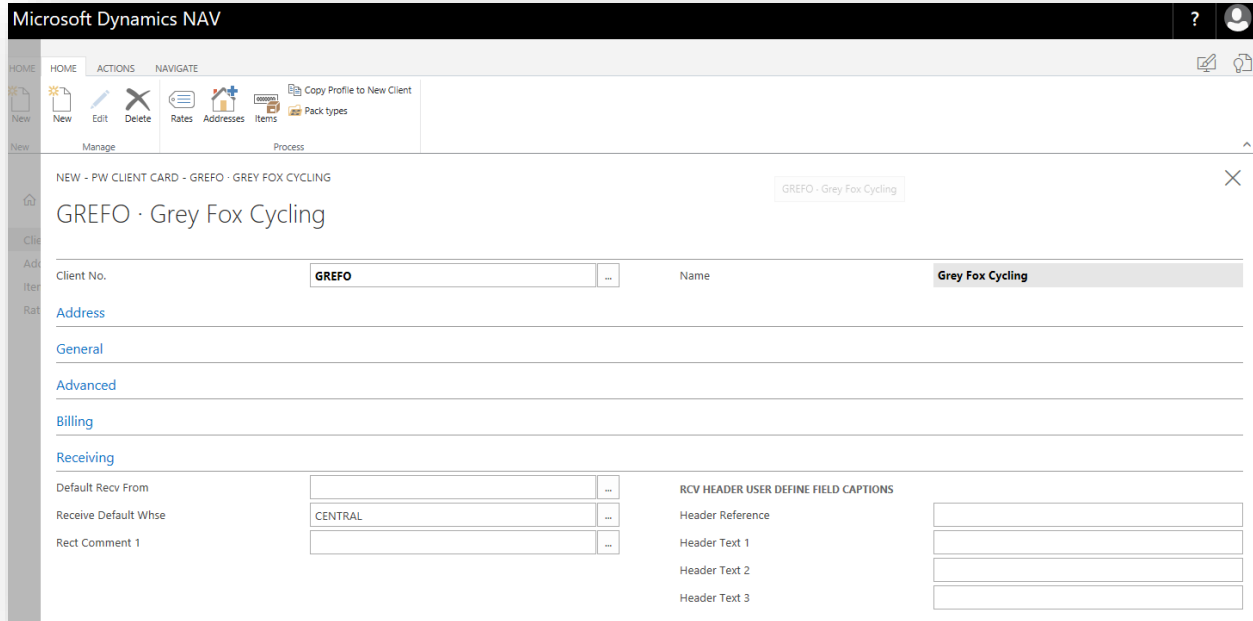 Microsoft Dynamics NAV
?
HOME
HOME
ACTIONS
NAVIGATE
New
New
Edit
Delete
Rates
Addresses
Items
Copy Profile to New Client
Pack types
New
Manage
Process
NEW - PW CLIENT CARD - GREFO · GREY FOX CYCLING
GREFO · Grey Fox Cycling
GREFO · Grey Fox Cycling
Clie
Add
Iter
Rat
Client No.
GREFO
...
Name
Grey Fox Cycling
Address
General
Advanced
Billing
Receiving
Default Recv From
...
RCV HEADER USER DEFINE FIELD CAPTIONS
Receive Default Whse
CENTRAL
...
Header Reference
Rect Comment 1
...
Header Text 1
Header Text 2
Header Text 3